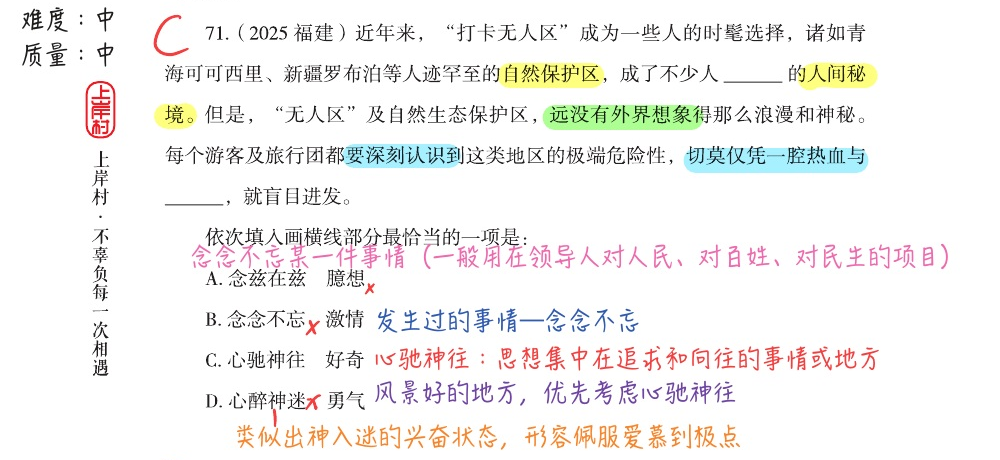 难度：中
质量：中
上岸村
上岸村·不辜负每一次相遇
C
71.（2025 福建）近年来，“打卡无人区”成为一些人的时髦选择，诸如青
海可可西里、新疆罗布泊等人迹罕至的自然保护区，成了不少人______的人间秘
境。但是，“无人区”及自然生态保护区，远没有外界想象得那么浪漫和神秘。
每个游客及旅行团都要深刻认识到这类地区的极端危险性，切莫仅凭一腔热血与
______，就盲目进发。
依次填入画横线部分最恰当的一项是：
念念不忘某一件事情（一般用在领导人对人民、对百姓、对民生的项目）
A. 念兹在兹 臆想
B. 念念不忘 激情 发生过的事情—念念不忘
C. 心驰神往 好奇 心驰神往：思想集中在追求和向往的事情或地方
风景好的地方，优先考虑心驰神往
D. 心醉神迷 勇气
类似出神入迷的兴奋状态，形容佩服爱慕到极点